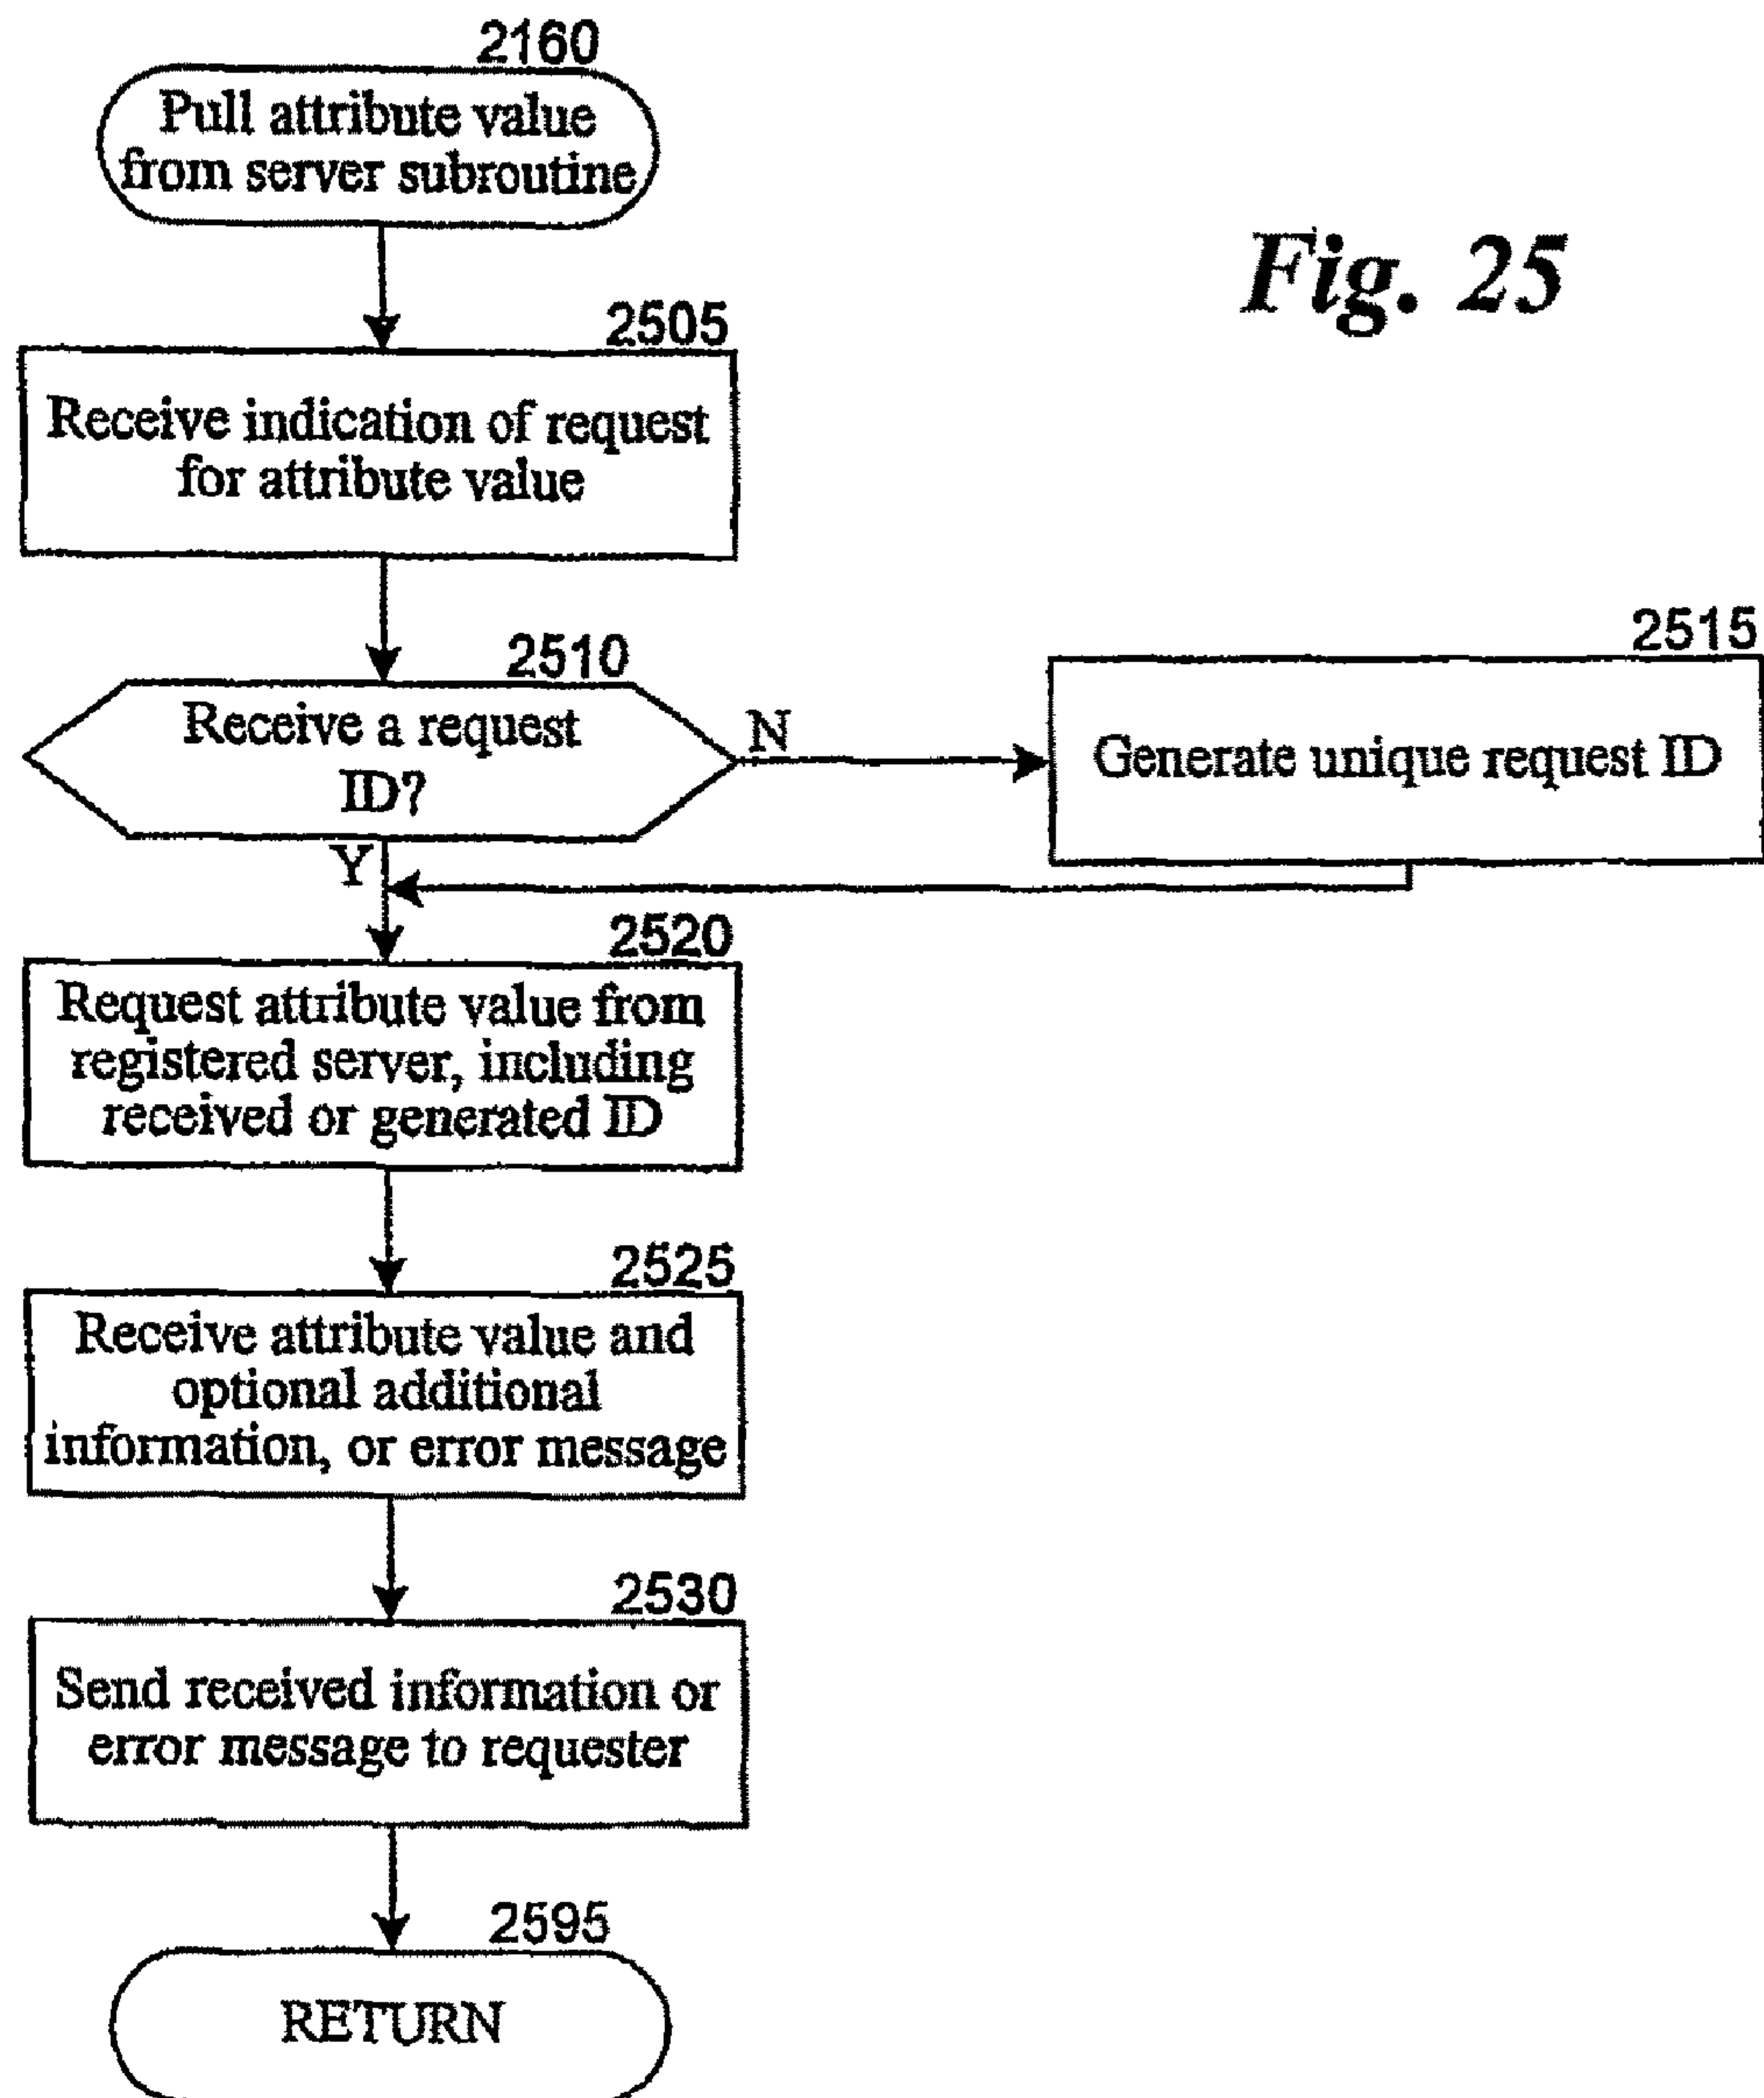 2160
Pull attribute value
from server subroutine
Fig. 25
2505
Receive indication of request
for attribute value
2510
Receive a request
ID?
N
2515
Generate unique request ID
Y
2520
Request attribute value from
registered server, including
received or generated ID
2525
Receive attribute value and
optional additional
information, or error message
2530
Send received information or
error message to requester
2595
RETURN